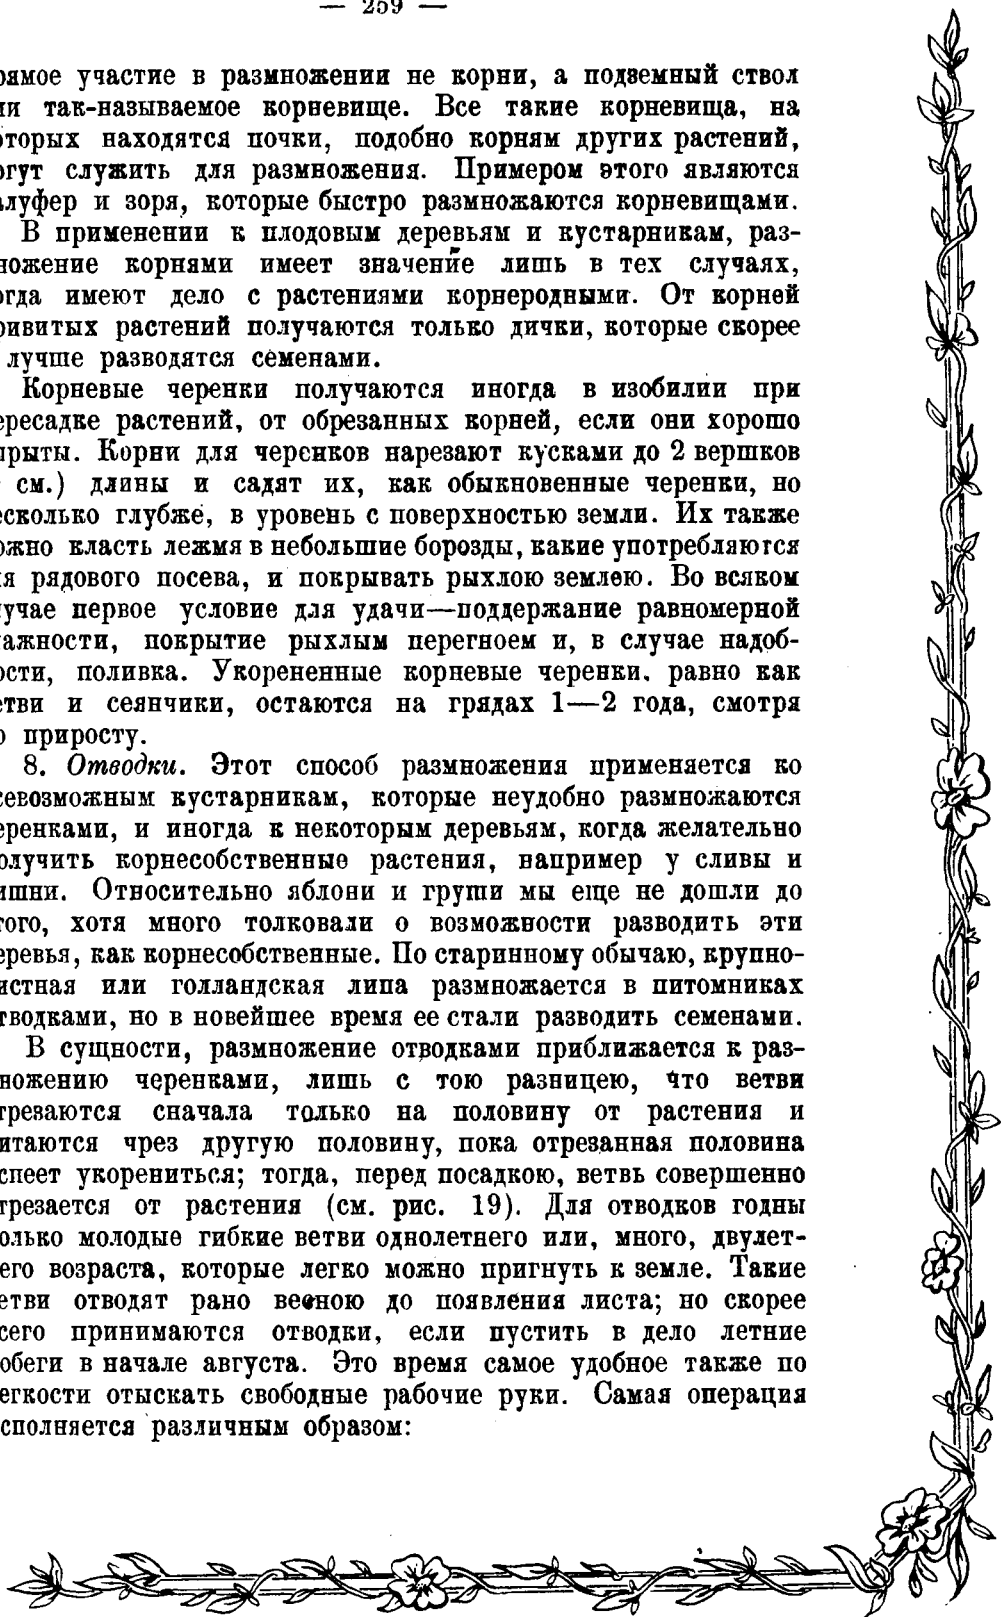 — 259 —
рямое участие в размножении не корни, а подземный ствол
ли так-называемое корневище. Все такие корневища, на
оторых находятся почки, подобно корням других растений,
огут служить для размножения. Примером этого являются
алуфер и зоря, которые быстро размножаются корневищами.
В применении к плодовым деревьям и кустарникам, раз-
ножение корнями имеет значение лишь в тех случаях,
огда имеют дело с растениями корнеродными. От корней
ривитых растений получаются только дички, которые скорее
лучше разводятся семенами.
Корневые черенки получаются иногда в изобилии при
ересадке растений, от обрезанных корней, если они хорошо
крыты. Корни для черенков нарезают кусками до 2 вершков
см.) длины и садят их, как обыкновенные черенки, но
есколько глубже, в уровень с поверхностью земли. Их также
ожно класть лежмя в небольшие борозды, какие употребляются
ля рядового посева, и покрывать рыхлою землею. Во всяком
лучае первое условие для удачи—поддержание равномерной
лажности, покрытие рыхлым перегноем и, в случае надоб-
ости, поливка. Укорененные корневые черенки. равно как
етви и сеянчики, остаются на грядах 1—2 года, смотря
о приросту.
8. Отводки. Этот способ размножения применяется ко
севозможным кустарникам, которые неудобно размножаются
еренками, и иногда к некоторым деревьям, когда желательно
олучить корнесобственные растения, например у сливы и
ишни. Относительно яблони и груши мы еще не дошли до
того, хотя много толковали о возможности разводить эти
еревья, как корнесобственные. По старинному обычаю, крупно-
истная или голландская липа размножается в питомниках
тводками, но в новейшее время ее стали разводить семенами.
В сущности, размножение отводками приближается к раз-
ножению черенками, лишь с тою разницею, что ветви
трезаются сначала только на половину от растения и
итаются чрез другую половину, пока отрезанная половина
спеет укорениться; тогда, перед посадкою, ветвь совершенно
трезается от растения (см. рис. 19). Для отводков годны
олько молодые гибкие ветви однолетнего или, много, двулет-
его возраста, которые легко можно пригнуть к земле. Такие
етви отводят рано весною до появления листа; но скорее
сего принимаются отводки, если пустить в дело летние
обеги в начале августа. Это время самое удобное также по
егкости отыскать свободные рабочие руки. Самая операция
сполняется различным образом: